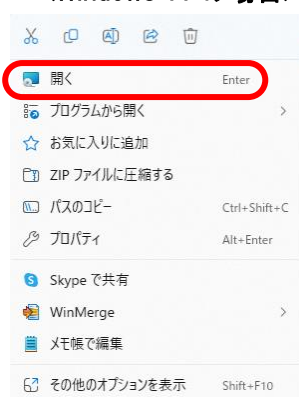 開く Enter
プログラムから開く >
お気に入りに追加
ZIP ファイルに圧縮する
パスのコピー Ctrl+Shift+C
プロパティ Alt+Enter
Skype で共有
WinMerge >
メモ帳で編集
その他のオプションを表示 Shift+F10